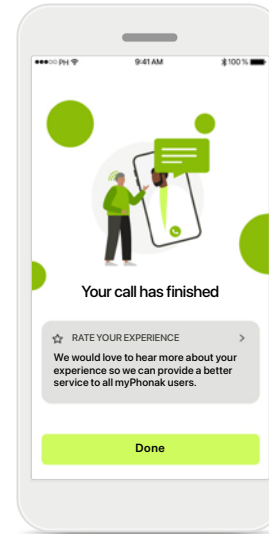 PH 9:41 AM 100 %
Your call has finished
RATE YOUR EXPERIENCE
We would love to hear more about your
experience so we can provide a better
service to all myPhonak users.
Done